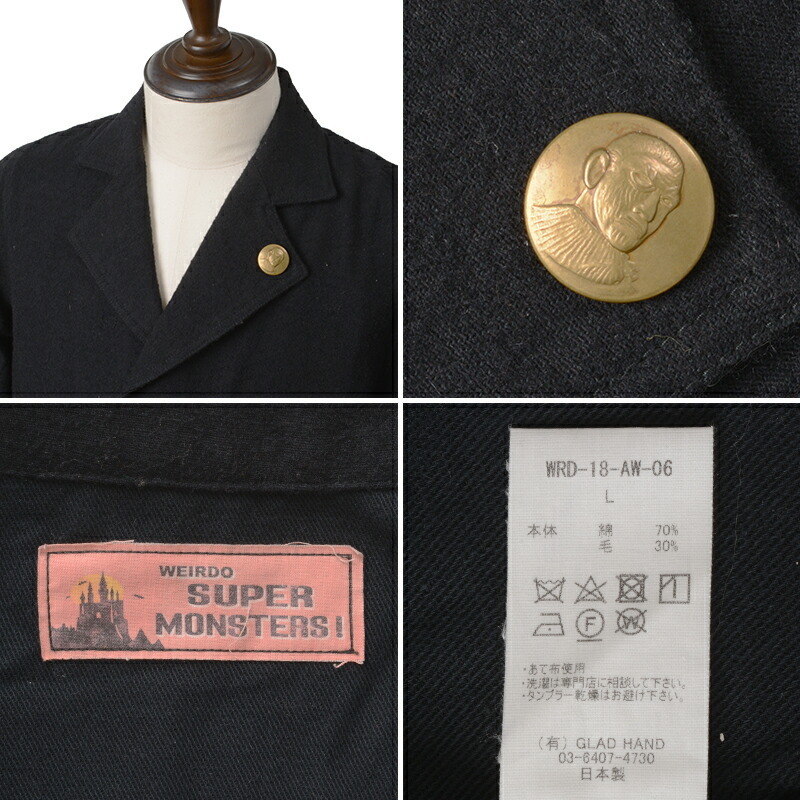 WEIRDO
SUPER
MONSTERS!
WRD-18-AW-06
L
本体 綿 70%
毛 30%
F
W
・あて布使用
・洗濯は専門店に相談して下さい。
・タンブラー乾燥はお避け下さい。
(有) GLAD HAND
03-6407-4730
日本製